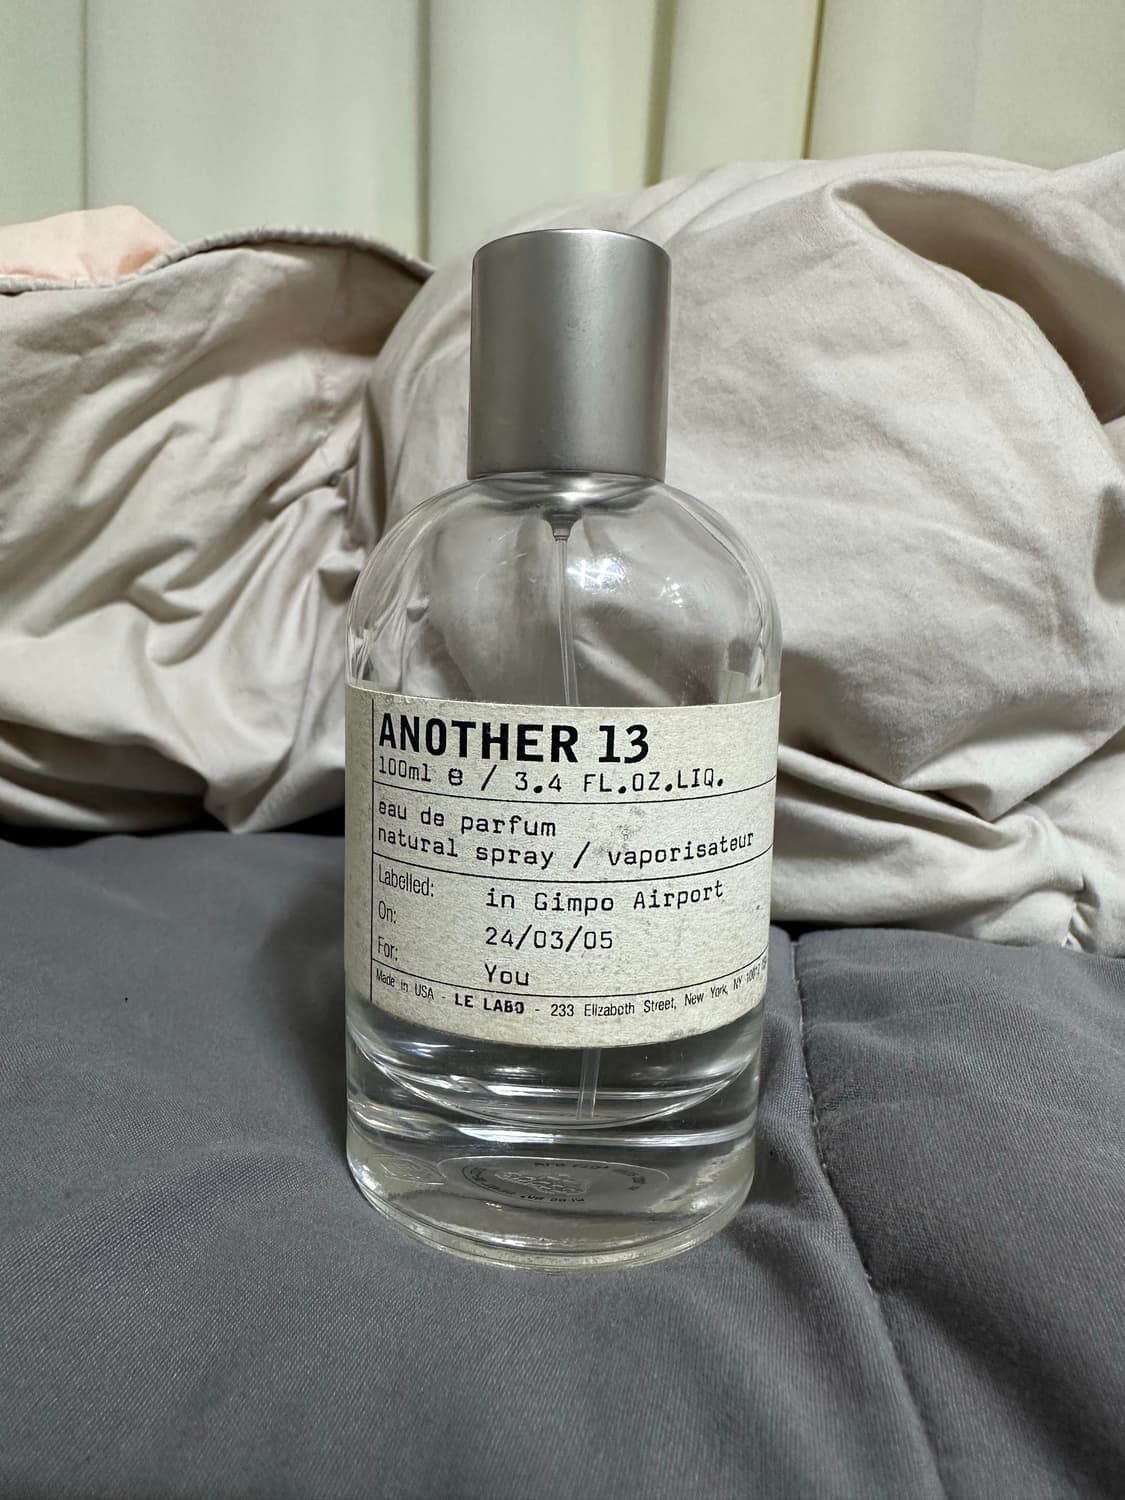 ANOTHER 13
100ml e / 3.4 FL.OZ.LIQ.
eau de parfum
natural spray / vaporisateur
Labelled: in Gimpo Airport
On: 24/03/05
For: You
Made in USA - LE LABO - 233 Elizabeth Street, New York, NY